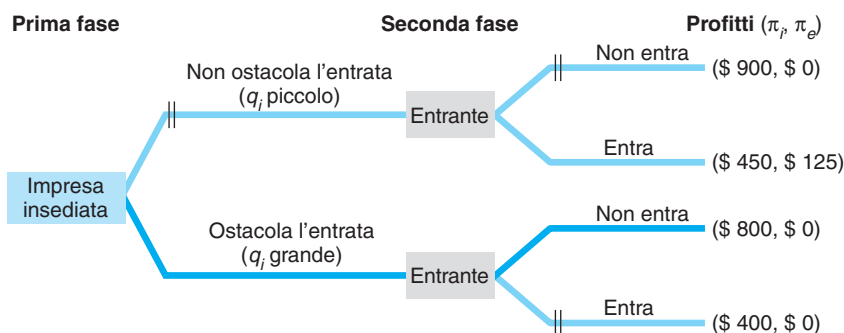 Prima fase
Seconda fase
Profitti (πi, πe)
Non ostacola l'entrata
(qi piccolo)
Non entra
($ 900, $ 0)
Entrante
Entra
($ 450, $ 125)
Impresa
insediata
Ostacola l'entrata
(qi grande)
Non entra
($ 800, $ 0)
Entrante
Entra
($ 400, $ 0)